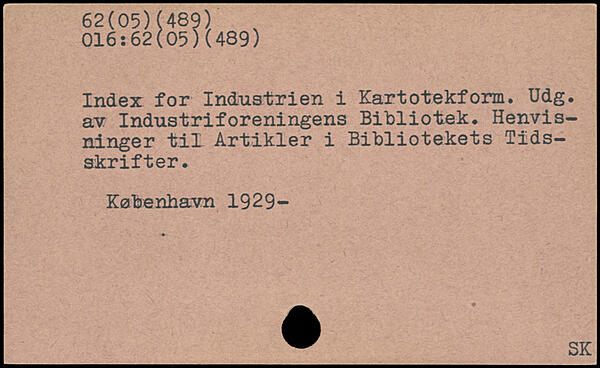 62(05)(489)
016:62(05)(489)
Index for Industrien i Kartotekform. Udg.
av Industriforeningens Bibliotek. Henvis-
ninger til Artikler i Bibliotekets Tids-
skrifter.
København 1929-
SK